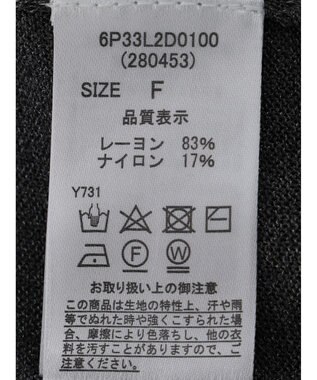 6P33L2D0100
(280453)
SIZE F
品質表示
レーヨン 83%
ナイロン 17%
Y731
F
W
お取り扱い上の御注意
この商品は生地の特性上、汗や雨
等でぬれた時や強くこすられた場
合、摩擦により色落ちし、他の衣
料を汚すことがありますので、ご
注意下さい。